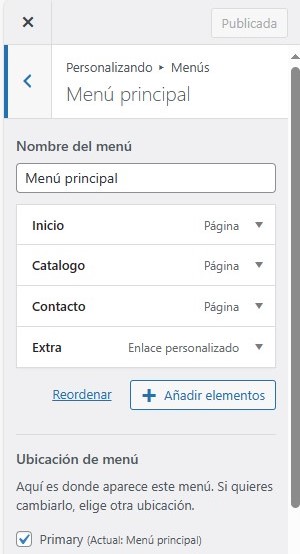 Publicada
Personalizando ▸ Menús
Menú principal
Nombre del menú
Menú principal
Inicio Página
Catalogo Página
Contacto Página
Extra Enlace personalizado
Reordenar + Añadir elementos
Ubicación de menú
Aquí es donde aparece este menú. Si quieres
cambiarlo, elige otra ubicación.
Primary (Actual: Menú principal)